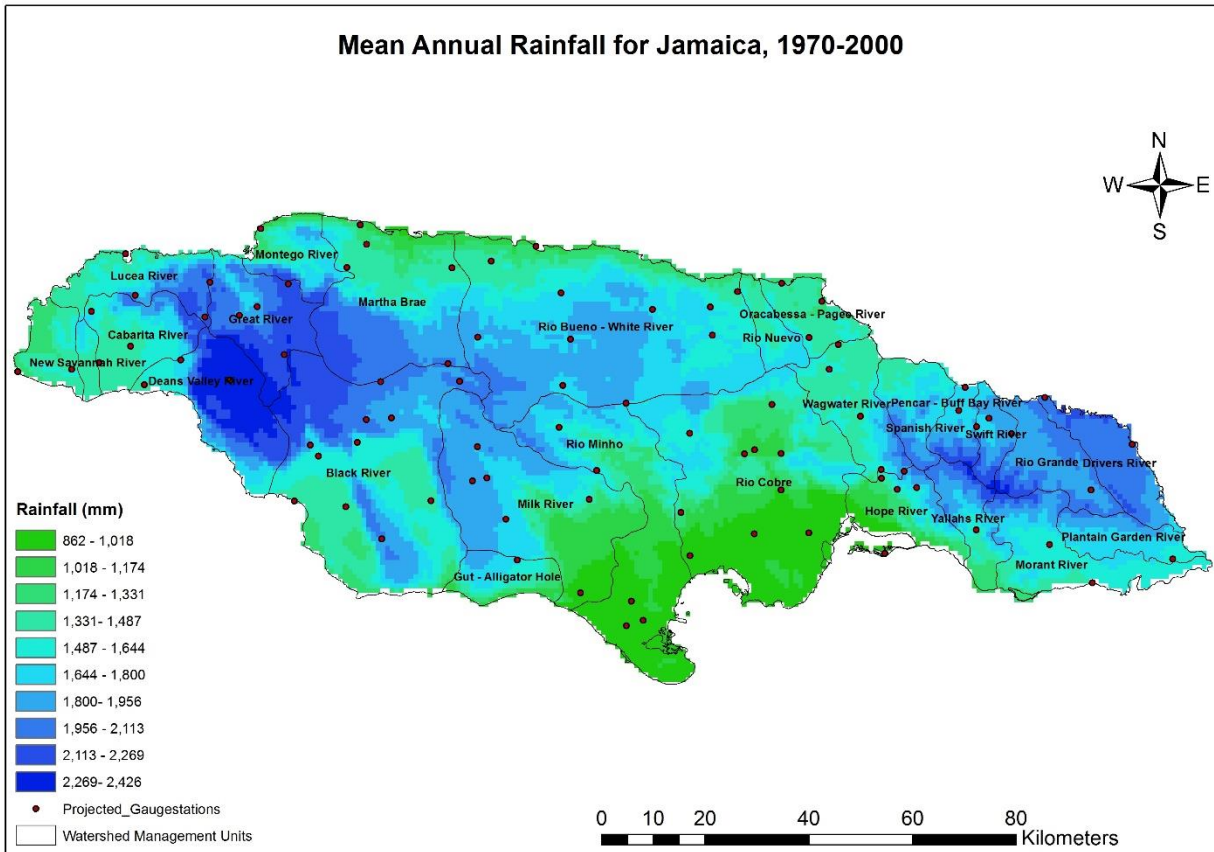 Mean Annual Rainfall for Jamaica, 1970-2000
N
W E
S
Montego River
Lucea River
Martha Brae
Great River
Oracabessa - Pagee River
Rio Bueno - White River
Cabarita River
Rio Nuevo
New Savannah River
Deans Valley River
Wagwater River
Pencar - Buff Bay River
Spanish River
Swift River
Rio Minho
Rio Grande
Drivers River
Black River
Rio Cobre
Milk River
Hope River
Yallahs River
Plantain Garden River
Morant River
Gut - Alligator Hole
Rainfall (mm)
862 - 1,018
1,018 - 1,174
1,174 - 1,331
1,331- 1,487
1,487 - 1,644
1,644 - 1,800
1,800- 1,956
1,956 - 2,113
2,113 - 2,269
2,269- 2,426
Projected_Gaugestations
Watershed Management Units
0 10 20 40 60 80
Kilometers